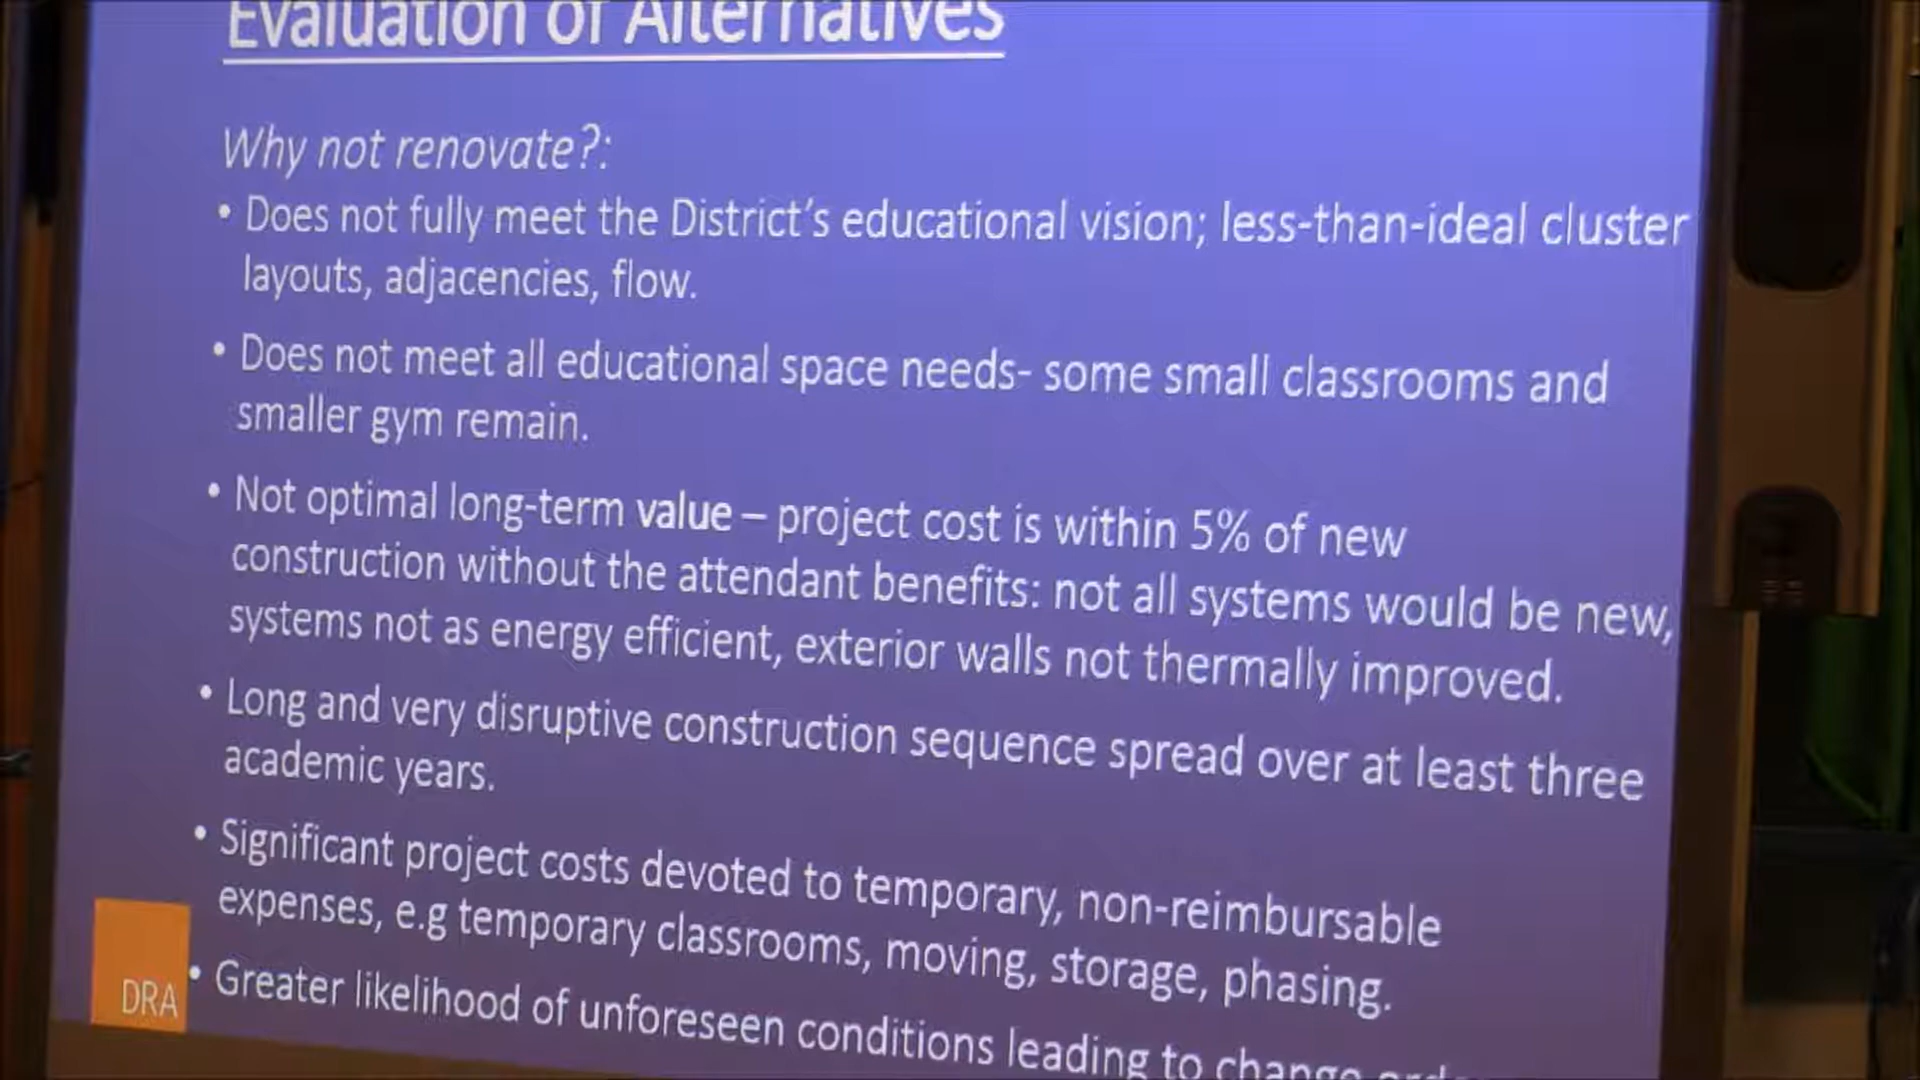 Evaluation of Alternatives
Why not renovate?:
• Does not fully meet the District's educational vision; less-than-ideal cluster
layouts, adjacencies, flow.
• Does not meet all educational space needs- some small classrooms and
smaller gym remain.
• Not optimal long-term value – project cost is within 5% of new
construction without the attendant benefits: not all systems would be new,
systems not as energy efficient, exterior walls not thermally improved.
• Long and very disruptive construction sequence spread over at least three
academic years.
• Significant project costs devoted to temporary, non-reimbursable
expenses, e.g temporary classrooms, moving, storage, phasing.
• Greater likelihood of unforeseen conditions leading to change
DRA